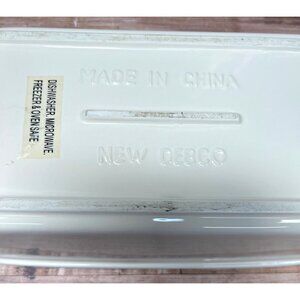 MADE IN CHINA
NEW DEBCO
DISHWASHER, MICROWAVE,
FREEZER & OVEN SAFE